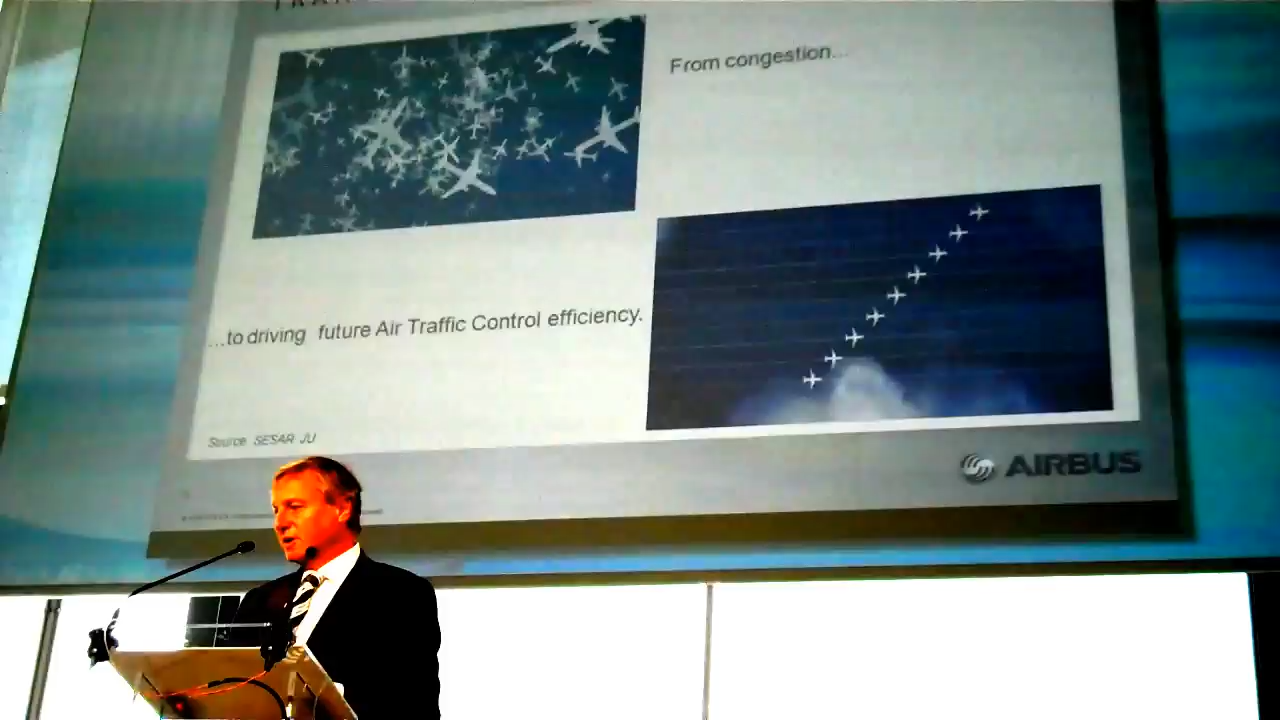 From congestion...
...to driving future Air Traffic Control efficiency.
Source SESAR JU
AIRBUS